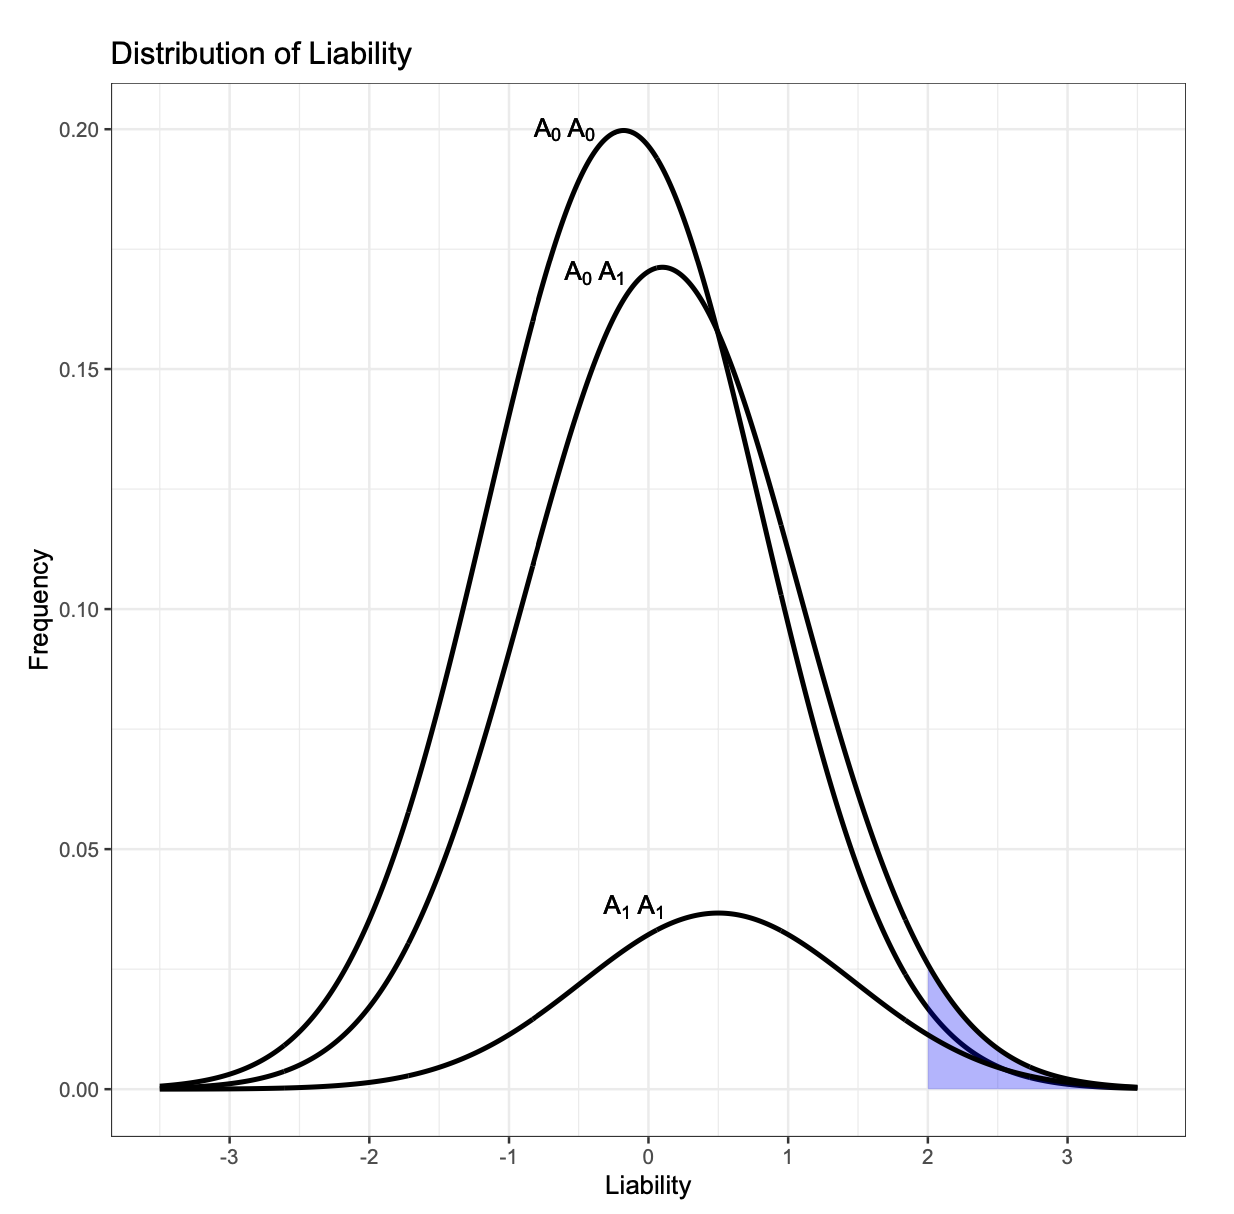 Distribution of Liability
0.20
A₀ A₀
A₀ A₁
0.15
0.10
Frequency
0.05
A₁ A₁
0.00
-3 -2 -1 0 1 2 3
Liability